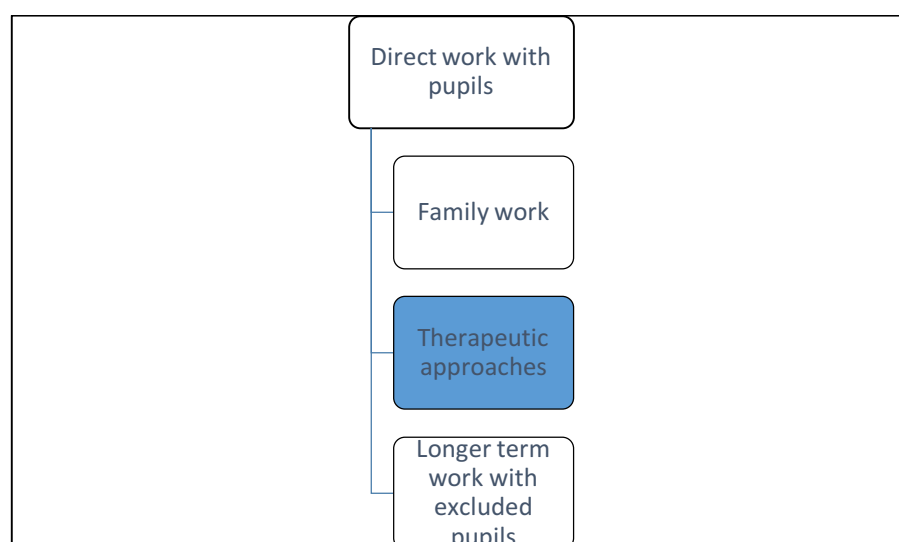 Direct work with
pupils
Family work
Therapeutic
approaches
Longer term
work with
excluded
pupils